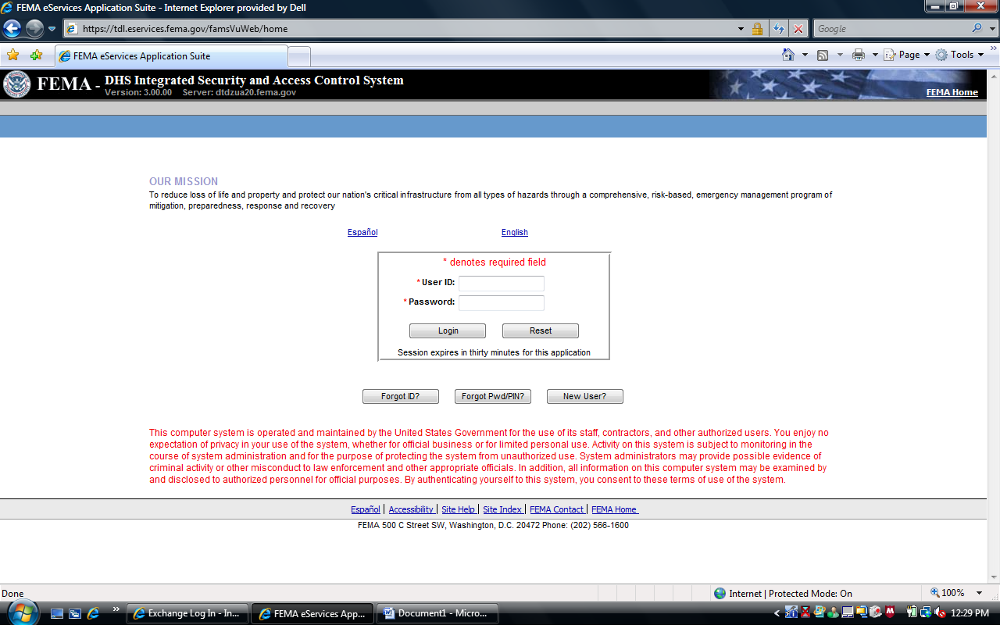 FEMA eServices Application Suite - Internet Explorer provided by Dell
https://tdl.eservices.fema.gov/famsVuWeb/home
Google
FEMA eServices Application Suite
Page Tools
FEMA - DHS Integrated Security and Access Control System
Version: 3.00.00 Server: dtdzua20.fema.gov
FEMA Home
OUR MISSION
To reduce loss of life and property and protect our nation's critical infrastructure from all types of hazards through a comprehensive, risk-based, emergency management program of
mitigation, preparedness, response and recovery
Español English
* denotes required field
* User ID:
* Password:
Login Reset
Session expires in thirty minutes for this application
Forgot ID? Forgot Pwd/PIN? New User?
This computer system is operated and maintained by the United States Government for the use of its staff, contractors, and other authorized users. You enjoy no
expectation of privacy in your use of the system, whether for official business or for limited personal use. Activity on this system is subject to monitoring in the
course of system administration and for the purpose of protecting the system from unauthorized use. System administrators may provide possible evidence of
criminal activity or other misconduct to law enforcement and other appropriate officials. In addition, all information on this computer system may be examined by
and disclosed to authorized personnel for official purposes. By authenticating yourself to this system, you consent to these terms of use of the system.
Español | Accessibility | Site Help | Site Index | FEMA Contact | FEMA Home
FEMA 500 C Street SW, Washington, D.C. 20472 Phone: (202) 566-1600
Done Internet | Protected Mode: On 100%
Exchange Log In - In... FEMA eServices App... Document1 - Micro... 12:29 PM